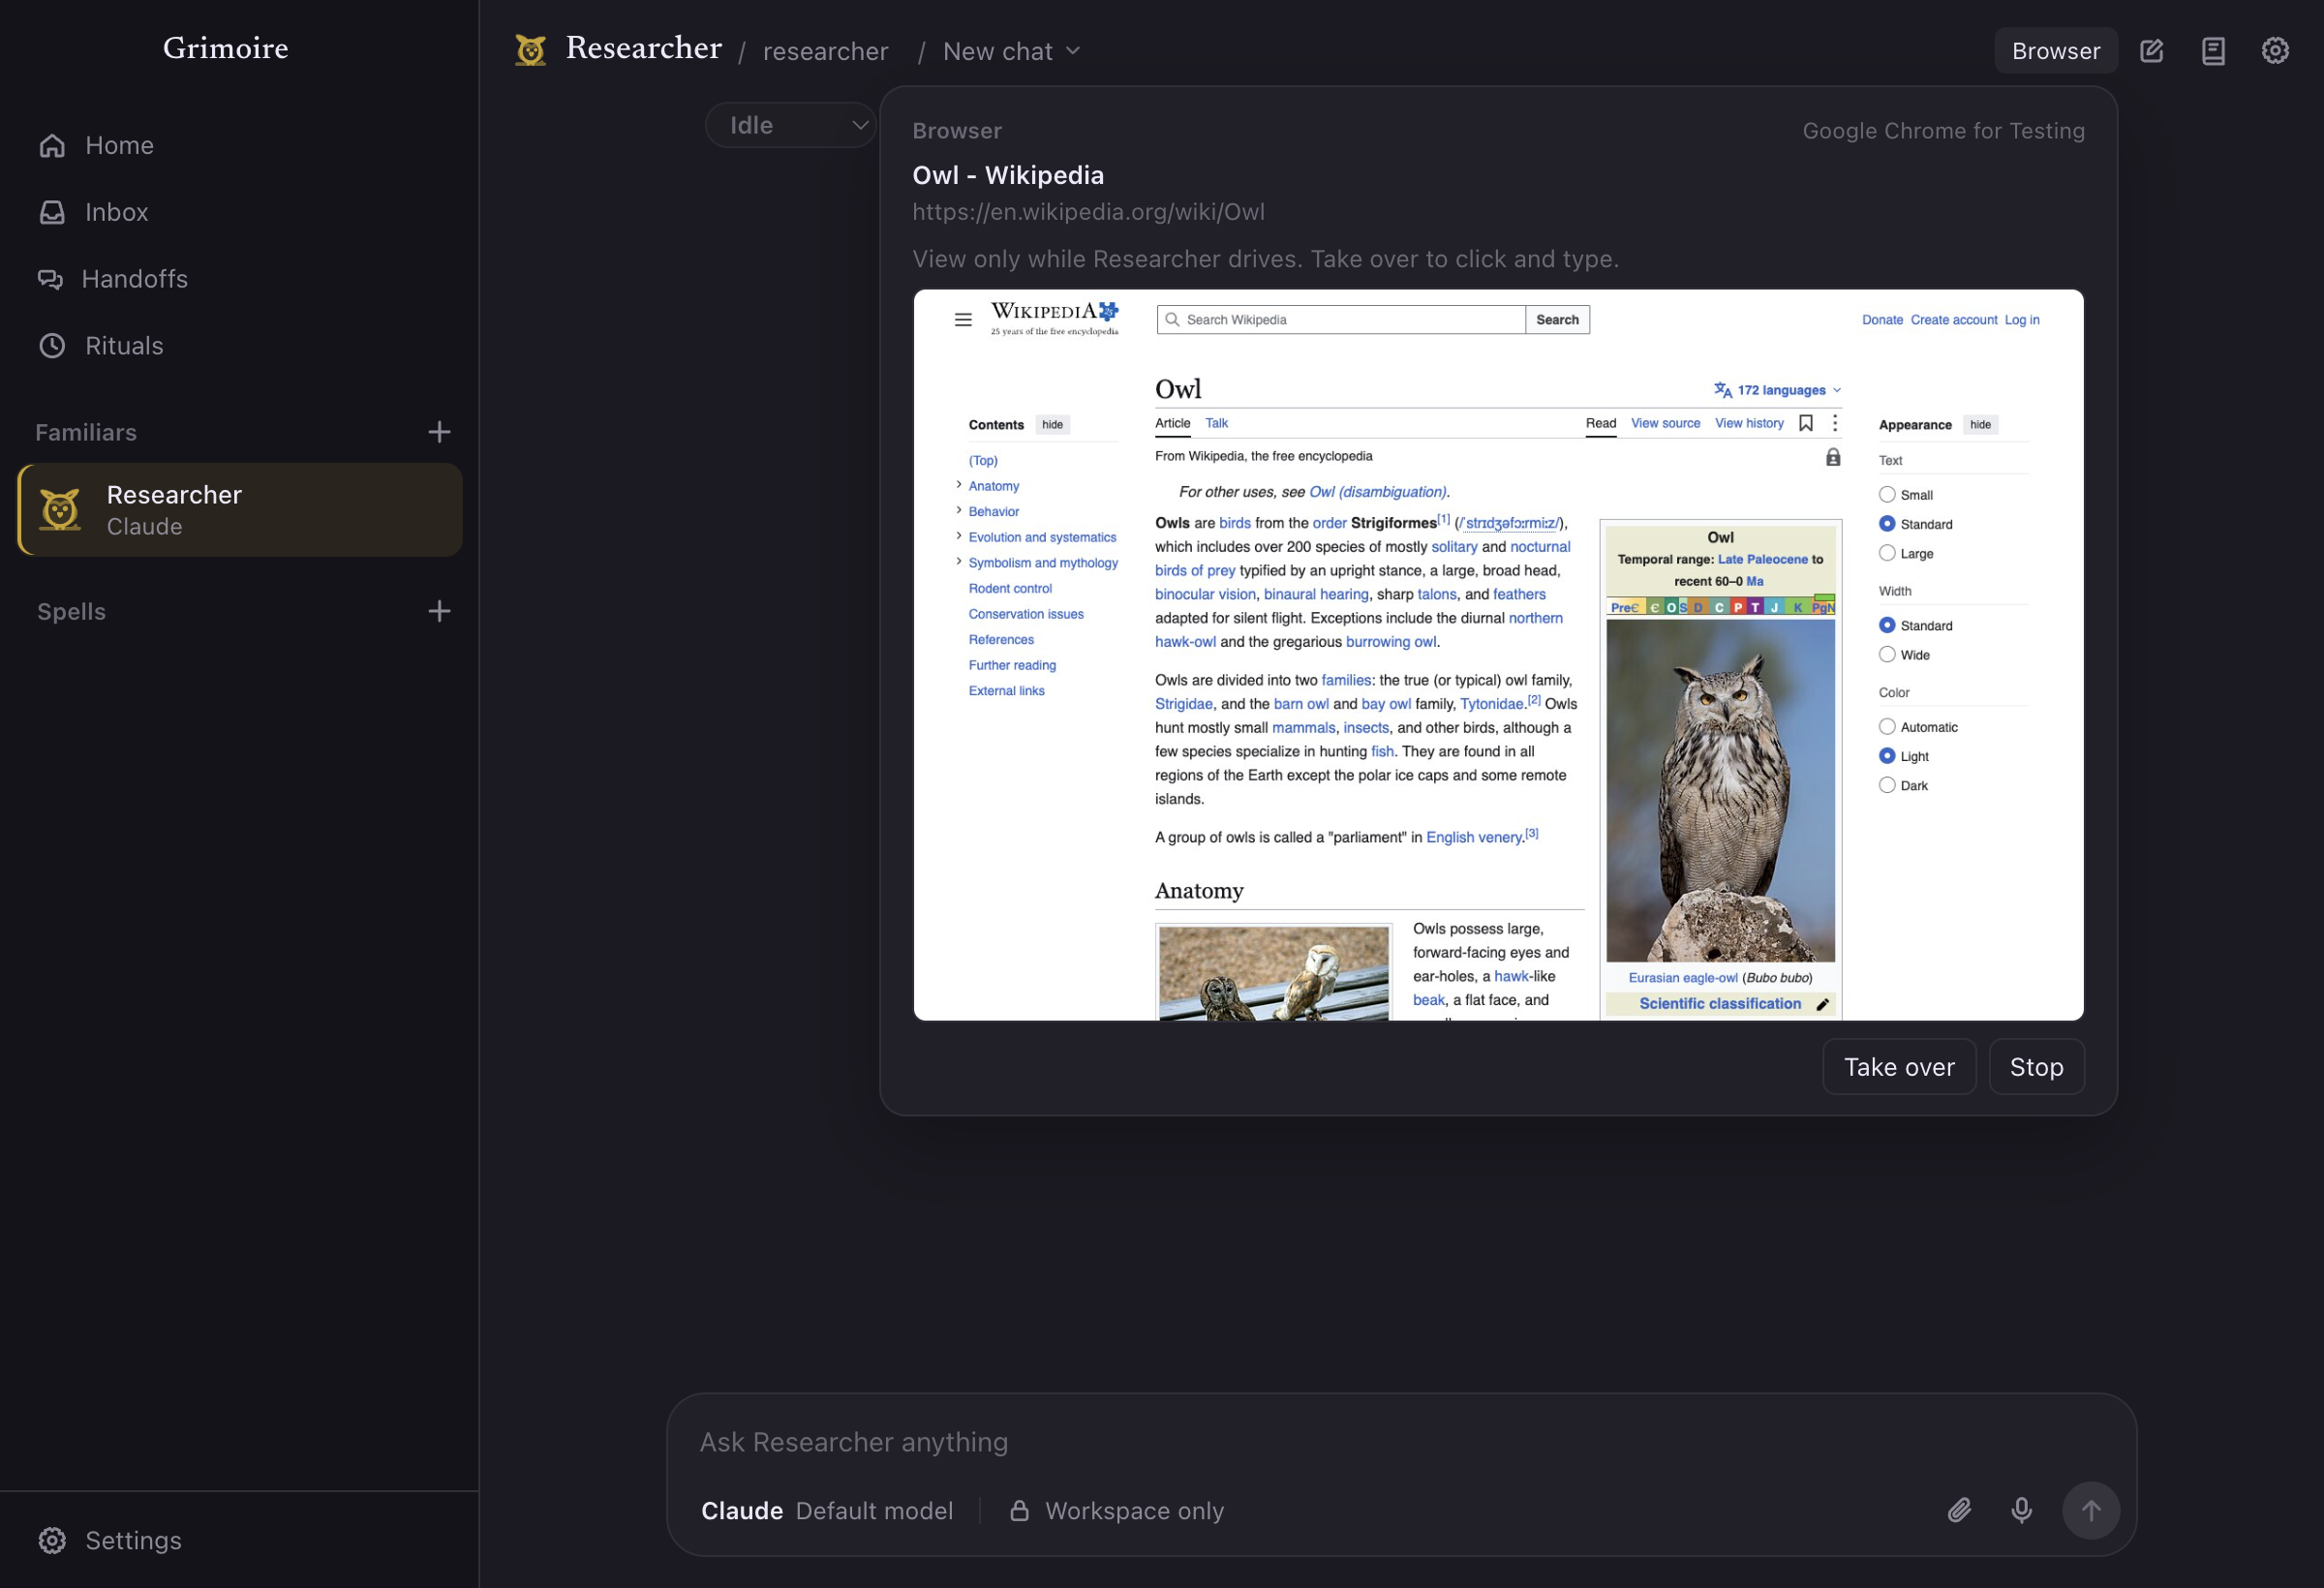 Grimoire
Home
Inbox
Handoffs
Rituals
Familiars
Researcher
Claude
Spells
Settings
Researcher / researcher / New chat
Browser
Idle
Browser
Google Chrome for Testing
Owl - Wikipedia
https://en.wikipedia.org/wiki/Owl
View only while Researcher drives. Take over to click and type.
WIKIPEDIA
25 years of the free encyclopedia
Search Wikipedia
Search
Donate Create account Log in
Contents hide
(Top)
Anatomy
Behavior
Evolution and systematics
Symbolism and mythology
Rodent control
Conservation issues
References
Further reading
External links
Owl
172 languages
Article Talk
Read View source View history
From Wikipedia, the free encyclopedia
For other uses, see Owl (disambiguation).
Owls are birds from the order Strigiformes[1] (/ˈstrɪdʒəfɔːrmiːz/),
which includes over 200 species of mostly solitary and nocturnal
birds of prey typified by an upright stance, a large, broad head,
binocular vision, binaural hearing, sharp talons, and feathers
adapted for silent flight. Exceptions include the diurnal northern
hawk-owl and the gregarious burrowing owl.
Owls are divided into two families: the true (or typical) owl family,
Strigidae, and the barn owl and bay owl family, Tytonidae.[2] Owls
hunt mostly small mammals, insects, and other birds, although a
few species specialize in hunting fish. They are found in all
regions of the Earth except the polar ice caps and some remote
islands.
A group of owls is called a "parliament" in English venery.[3]
Anatomy
Owls possess large,
forward-facing eyes and
ear-holes, a hawk-like
beak, a flat face, and
Owl
Temporal range: Late Paleocene to
recent 60–0 Ma
PreꞒ Ꞓ O S D C P T J K PgN
Eurasian eagle-owl (Bubo bubo)
Scientific classification
Appearance hide
Text
Small
Standard
Large
Width
Standard
Wide
Color
Automatic
Light
Dark
Take over
Stop
Ask Researcher anything
Claude Default model
Workspace only